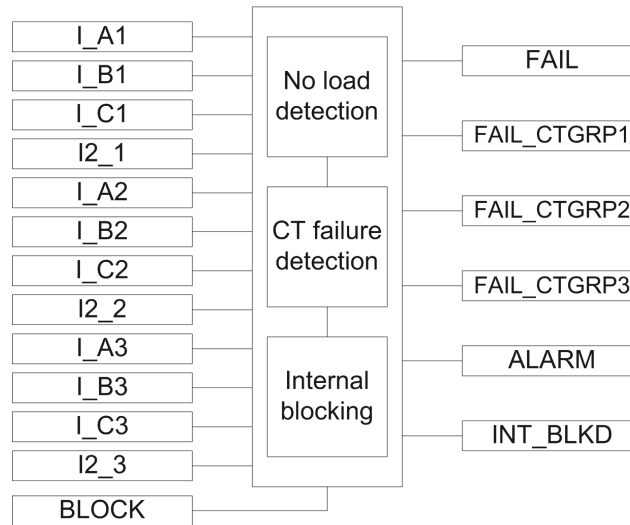 I_A1
I_B1
I_C1
I2_1
I_A2
I_B2
I_C2
I2_2
I_A3
I_B3
I_C3
I2_3
BLOCK
No load
detection
CT failure
detection
Internal
blocking
FAIL
FAIL_CTGRP1
FAIL_CTGRP2
FAIL_CTGRP3
ALARM
INT_BLKD